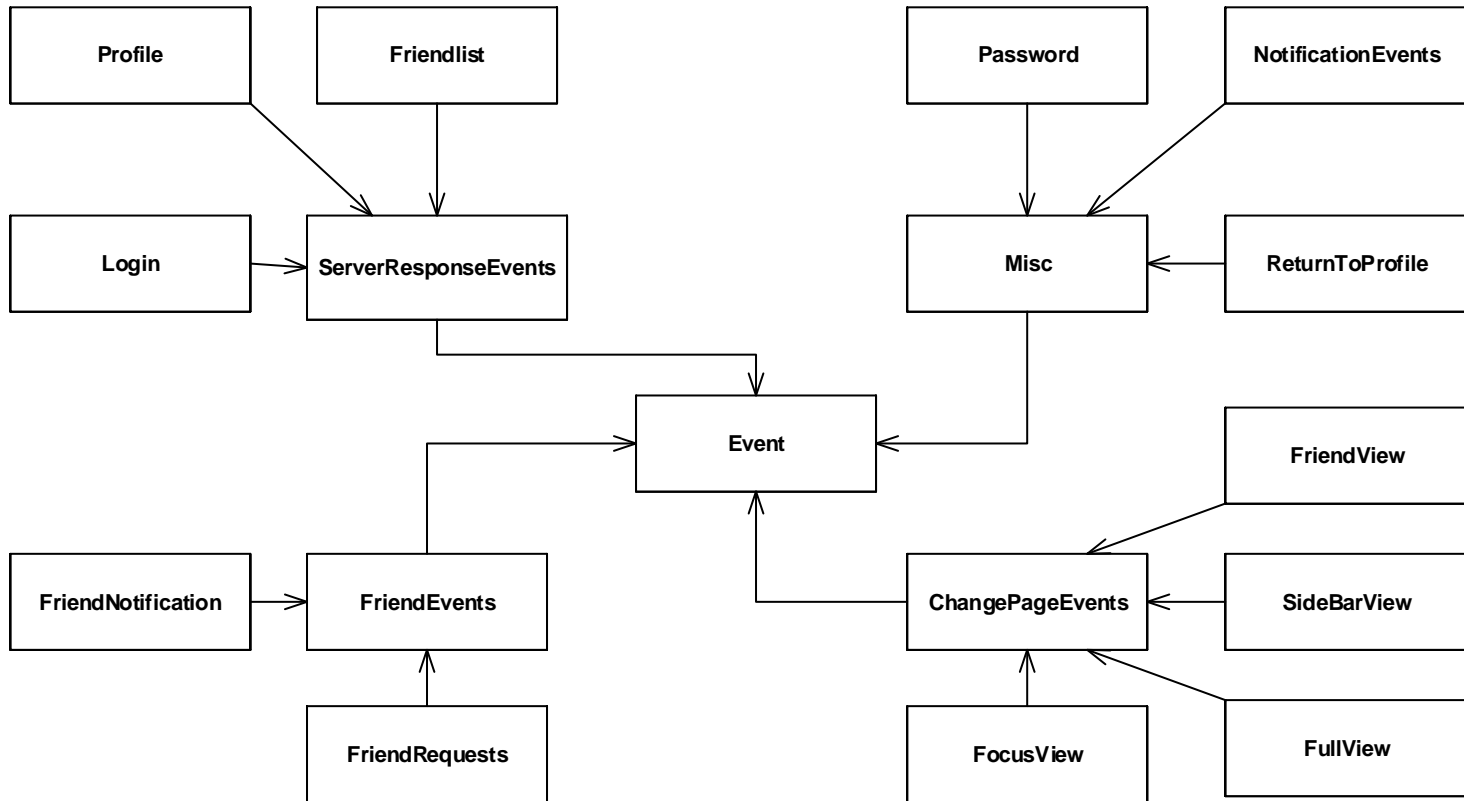 Profile
Friendlist
Password
NotificationEvents
Login
ServerResponseEvents
Misc
ReturnToProfile
Event
FriendView
FriendNotification
FriendEvents
ChangePageEvents
SideBarView
FriendRequests
FocusView
FullView